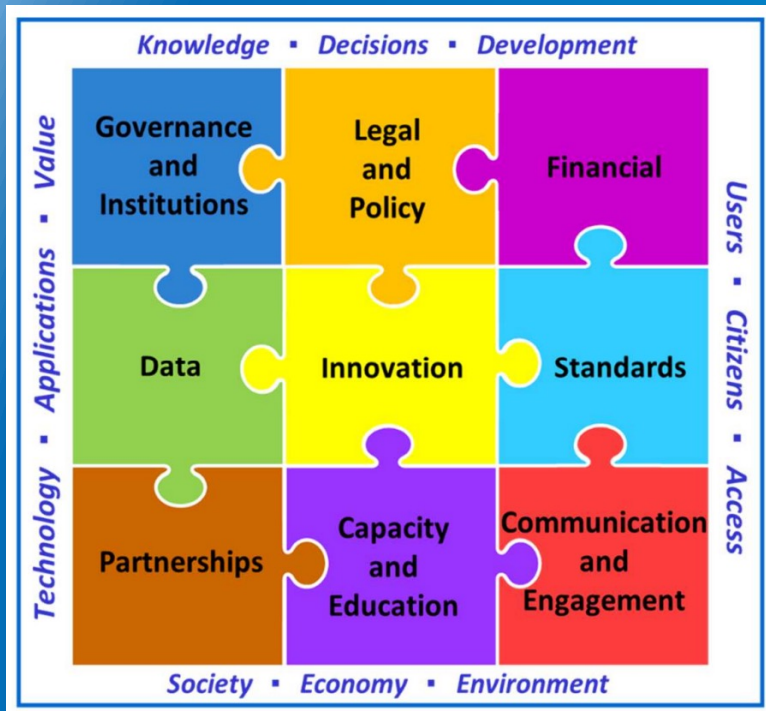 Knowledge ▪ Decisions ▪ Development
Technology ▪ Applications ▪ Value
Governance
and
Institutions
Legal
and
Policy
Financial
Data
Innovation
Standards
Partnerships
Capacity
and
Education
Communication
and
Engagement
Users ▪ Citizens ▪ Access
Society ▪ Economy ▪ Environment